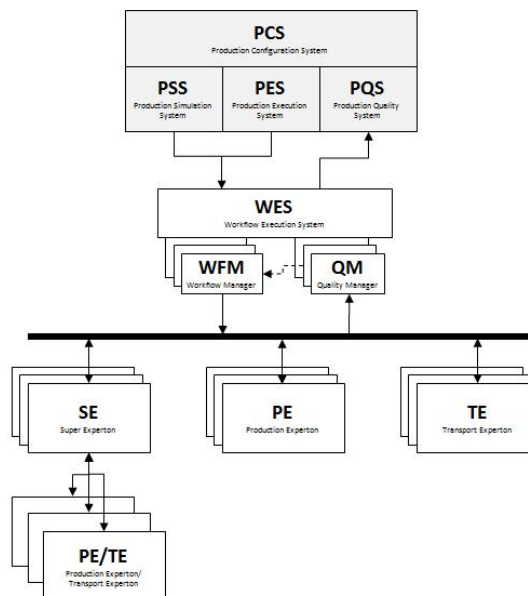 PCS
Production Configuration System
PSS
Production Simulation
System
PES
Production Execution
System
PQS
Production Quality
System
WES
Workflow Execution System
WFM
Workflow Manager
QM
Quality Manager
SE
Super Experton
PE
Production Experton
TE
Transport Experton
PE/TE
Production Experton/
Transport Experton